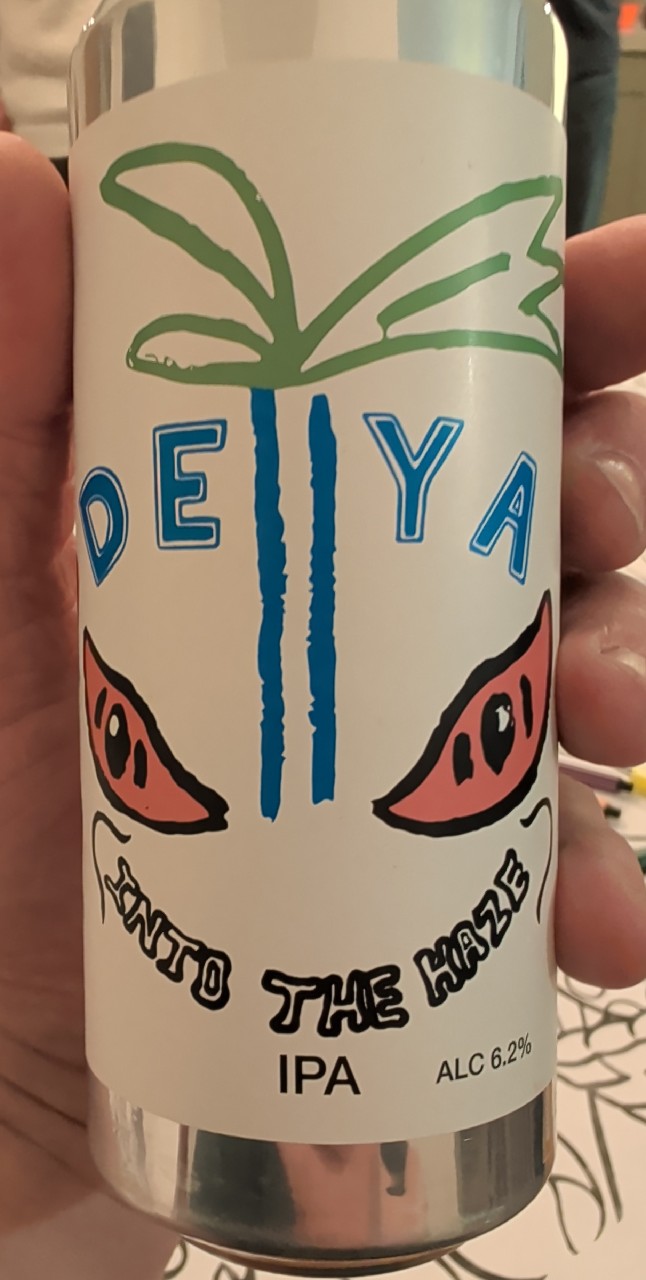 DEYA
INTO THE HAZE
IPA
ALC 6.2%